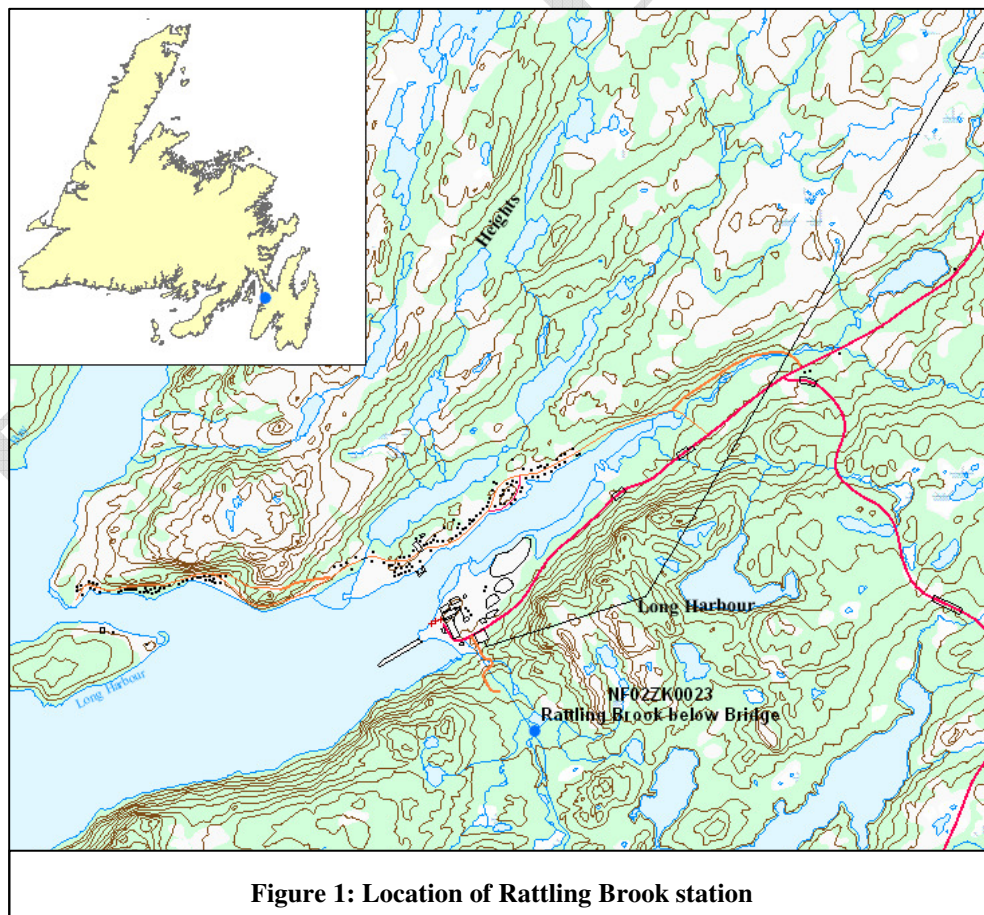 Heights
Long Harbour
Long Harbour
NF02ZK0023
Rattling Brook below Bridge
Figure 1: Location of Rattling Brook station